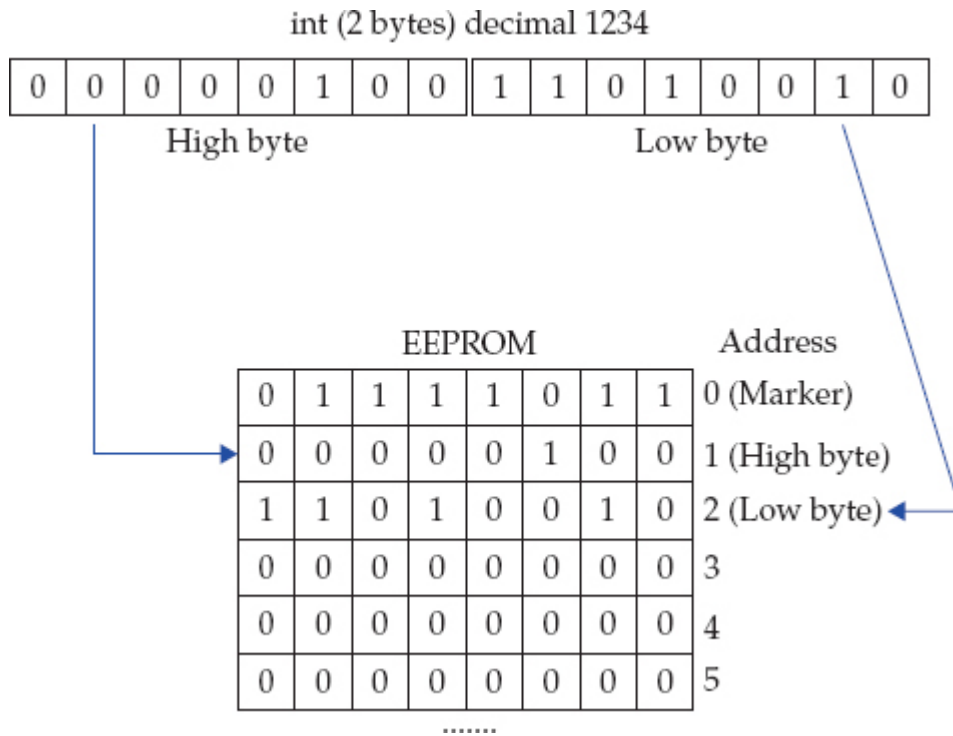 int (2 bytes) decimal 1234
0 0 0 0 0 1 0 0 1 1 0 1 0 0 1 0
High byte Low byte
EEPROM Address
0 1 1 1 1 0 1 1 0 (Marker)
0 0 0 0 0 1 0 0 1 (High byte)
1 1 0 1 0 0 1 0 2 (Low byte)
0 0 0 0 0 0 0 0 3
0 0 0 0 0 0 0 0 4
0 0 0 0 0 0 0 0 5
.......